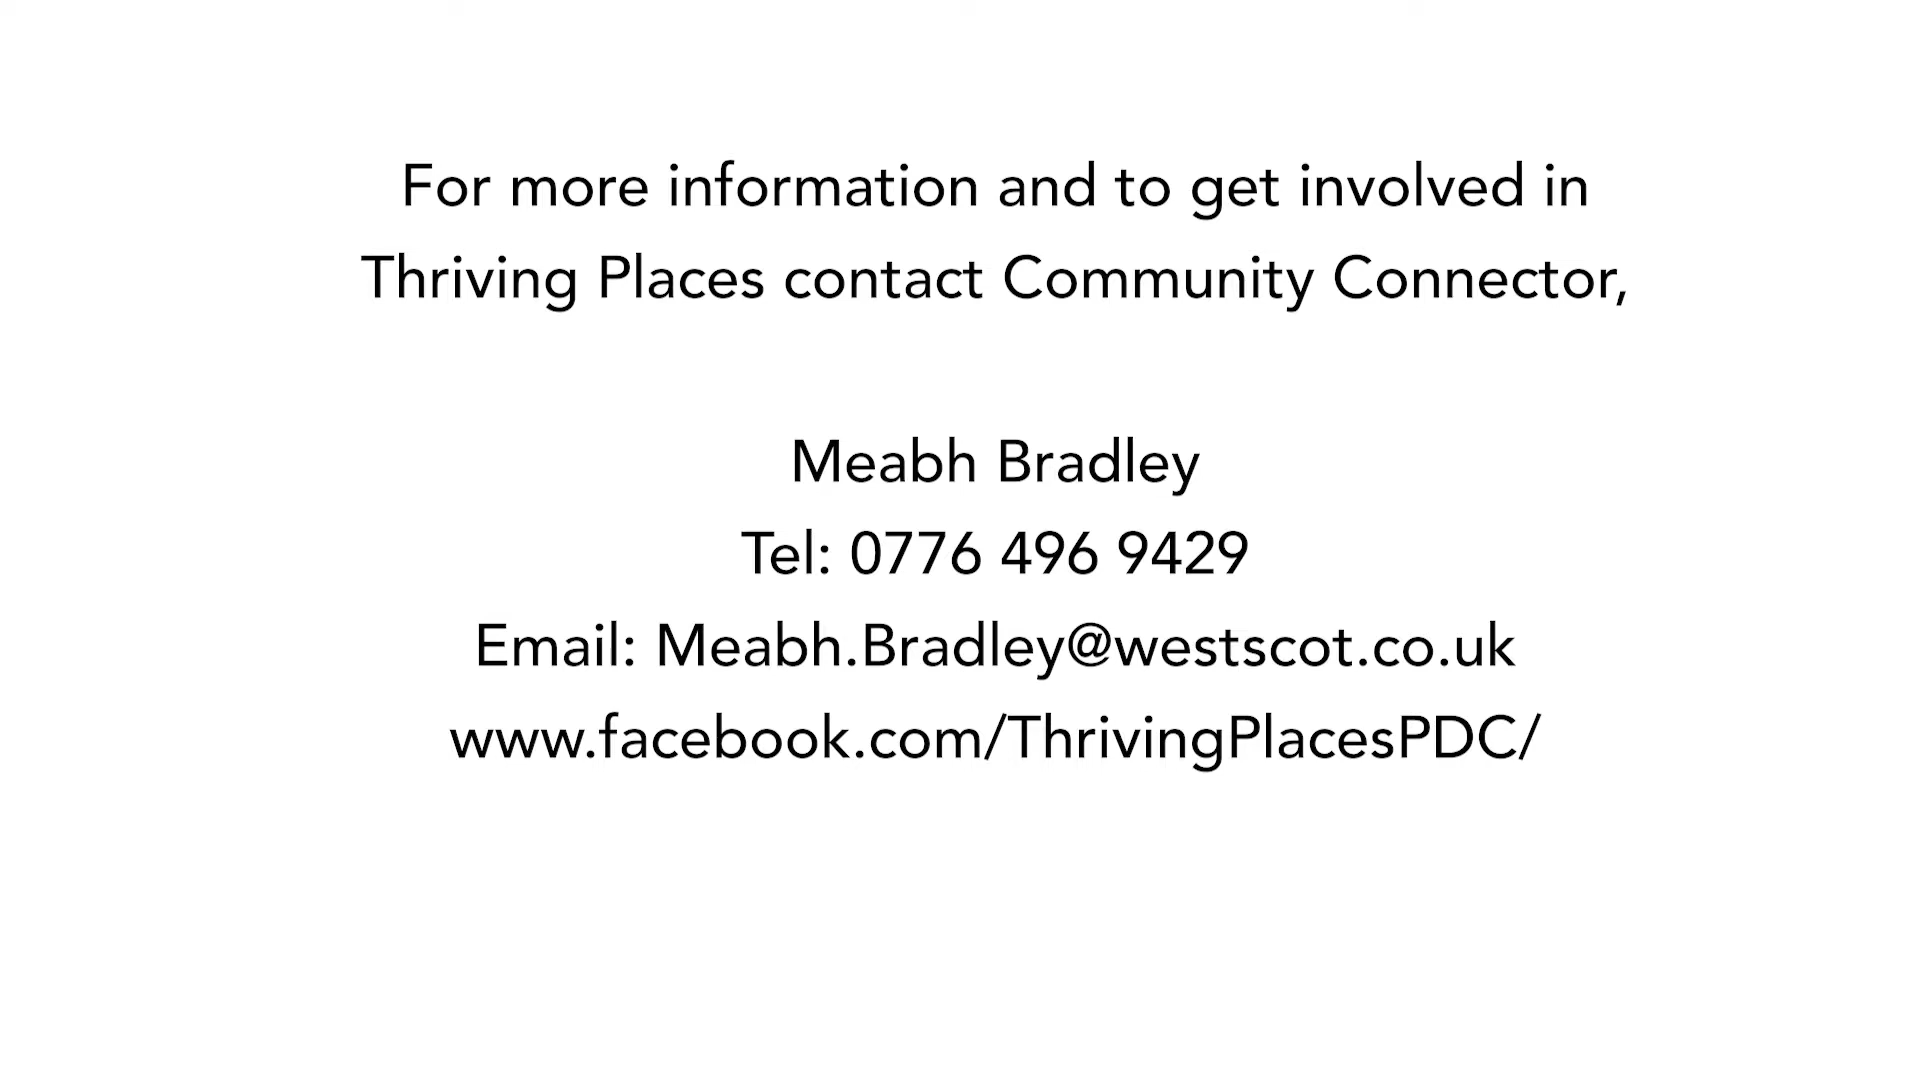 For more information and to get involved in
Thriving Places contact Community Connector,
Meabh Bradley
Tel: 0776 496 9429
Email: Meabh.Bradley@westscot.co.uk
www.facebook.com/ThrivingPlacesPDC/